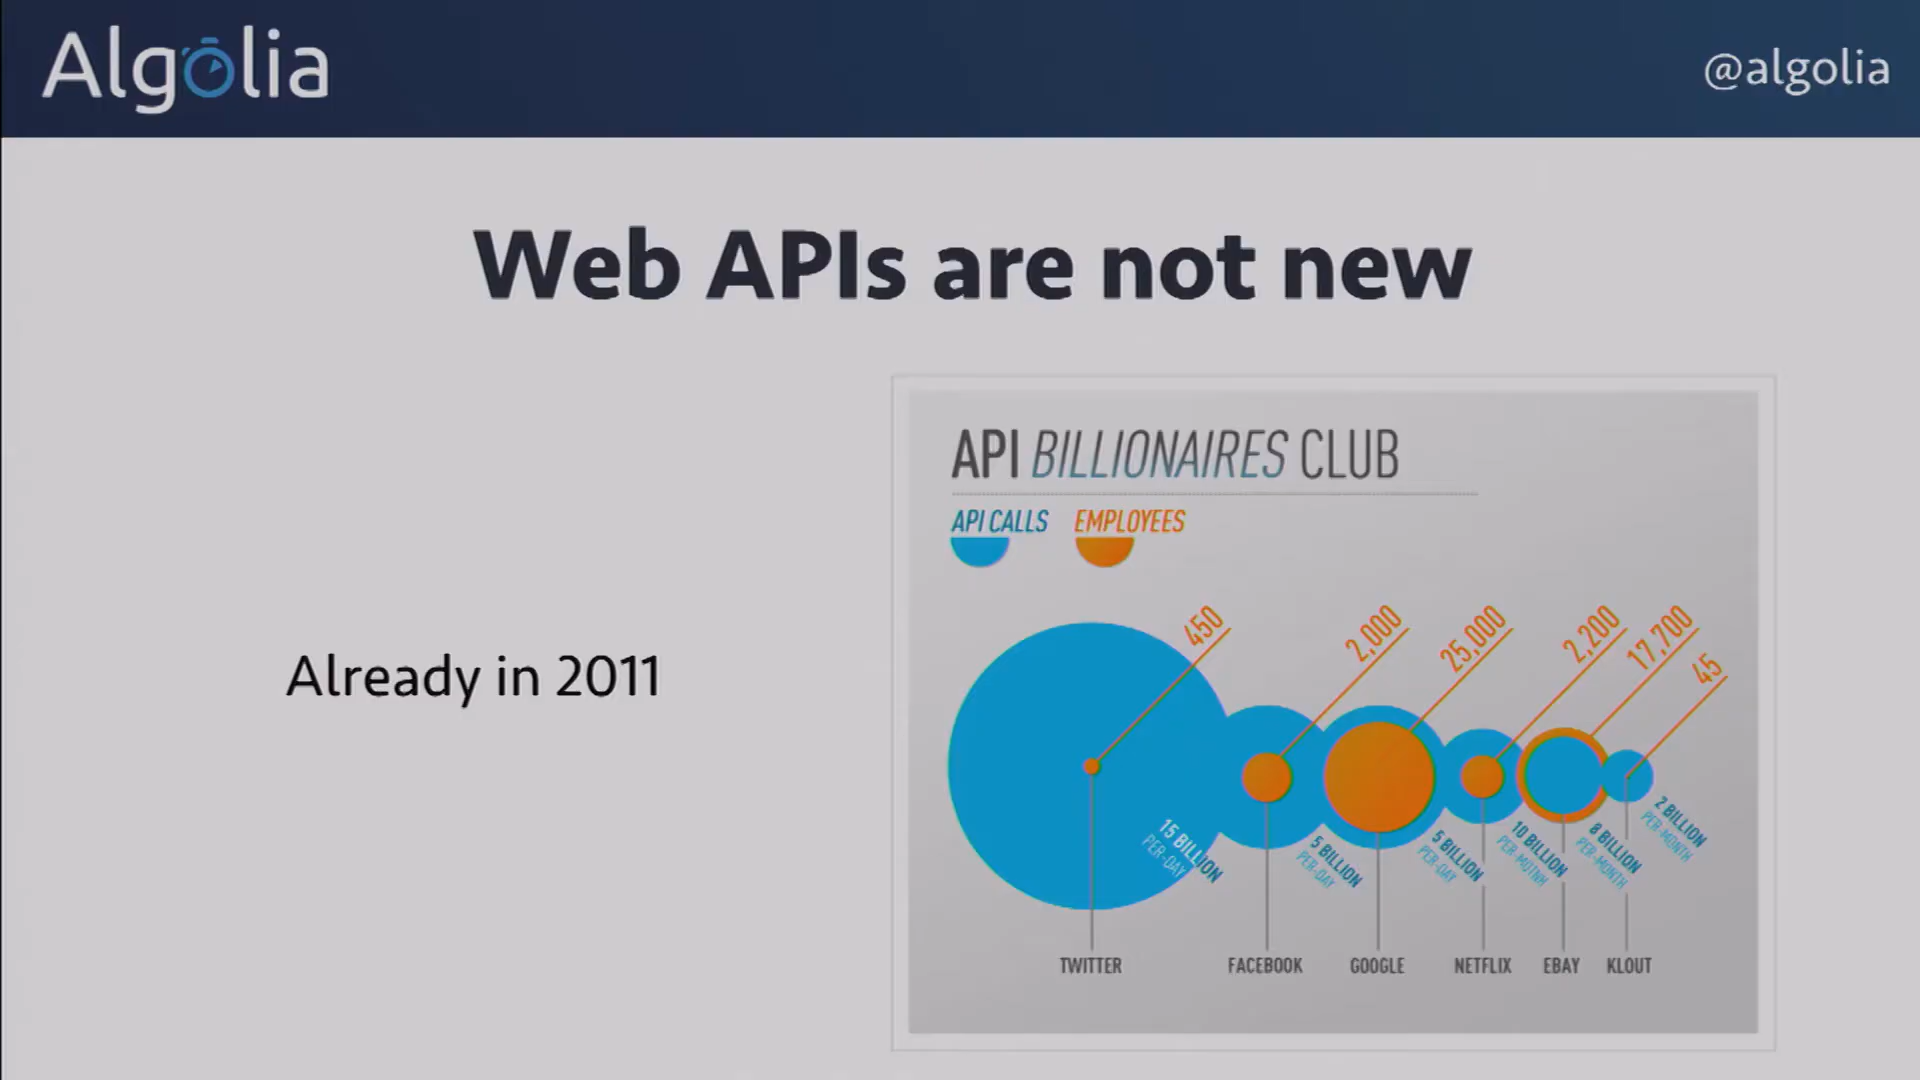 Algolia
@algolia
Web APIs are not new
Already in 2011
API BILLIONAIRES CLUB
API CALLS
EMPLOYEES
450
2,000
25,000
2,200
17,700
45
15 BILLION
PER-DAY
5 BILLION
PER-DAY
5 BILLION
PER-DAY
10 BILLION
PER-MOTNH
8 BILLION
PER-MONTH
2 BILLION
PER-MONTH
TWITTER
FACEBOOK
GOOGLE
NETFLIX
EBAY
KLOUT